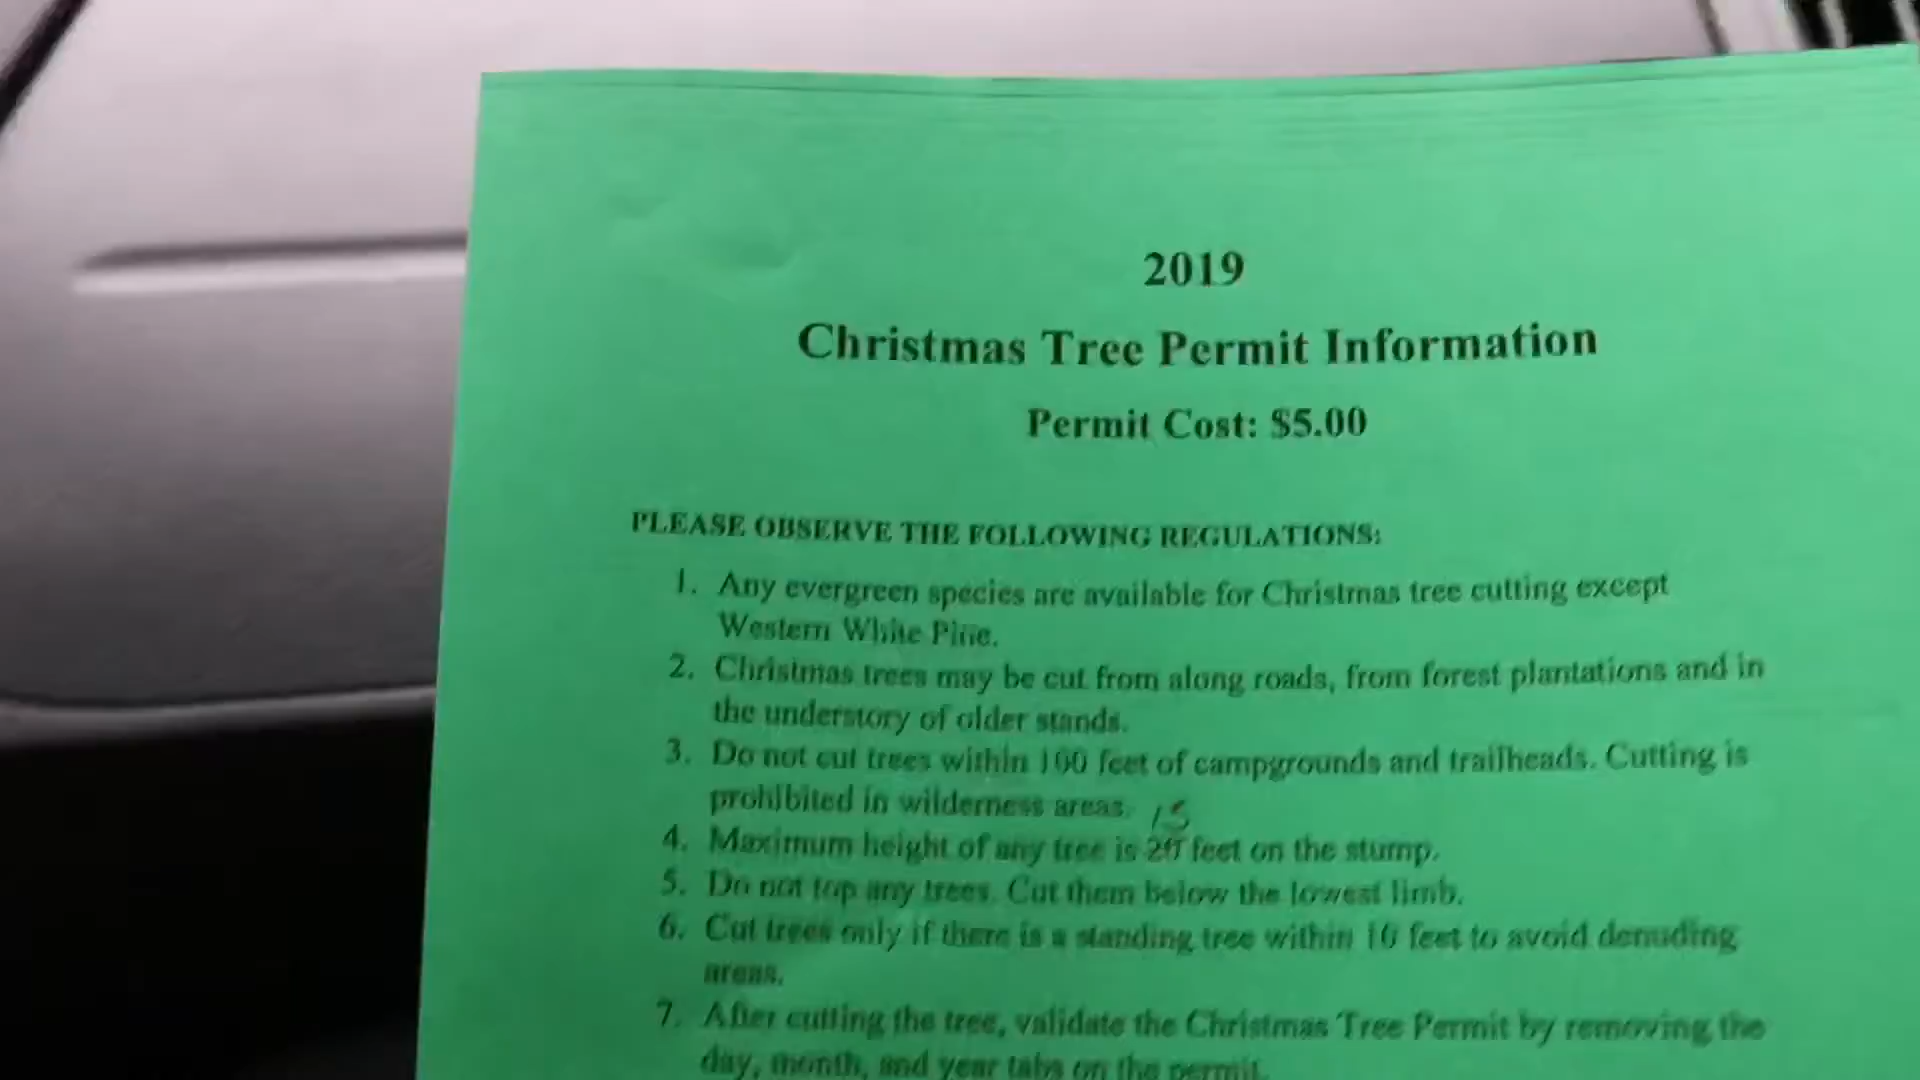 2019
Christmas Tree Permit Information
Permit Cost: $5.00
PLEASE OBSERVE THE FOLLOWING REGULATIONS:
1. Any evergreen species are available for Christmas tree cutting except
Western White Pine.
2. Christmas trees may be cut from along roads, from forest plantations and in
the understory of older stands.
3. Do not cut trees within 100 feet of campgrounds and trailheads. Cutting is
prohibited in wilderness areas.
15
4. Maximum height of any tree is 20 feet on the stump.
5. Do not top any trees. Cut them below the lowest limb.
6. Cut trees only if there is a standing tree within 10 feet to avoid denuding
areas.
7. After cutting the tree, validate the Christmas Tree Permit by removing the
day, month, and year tabs on the permit.